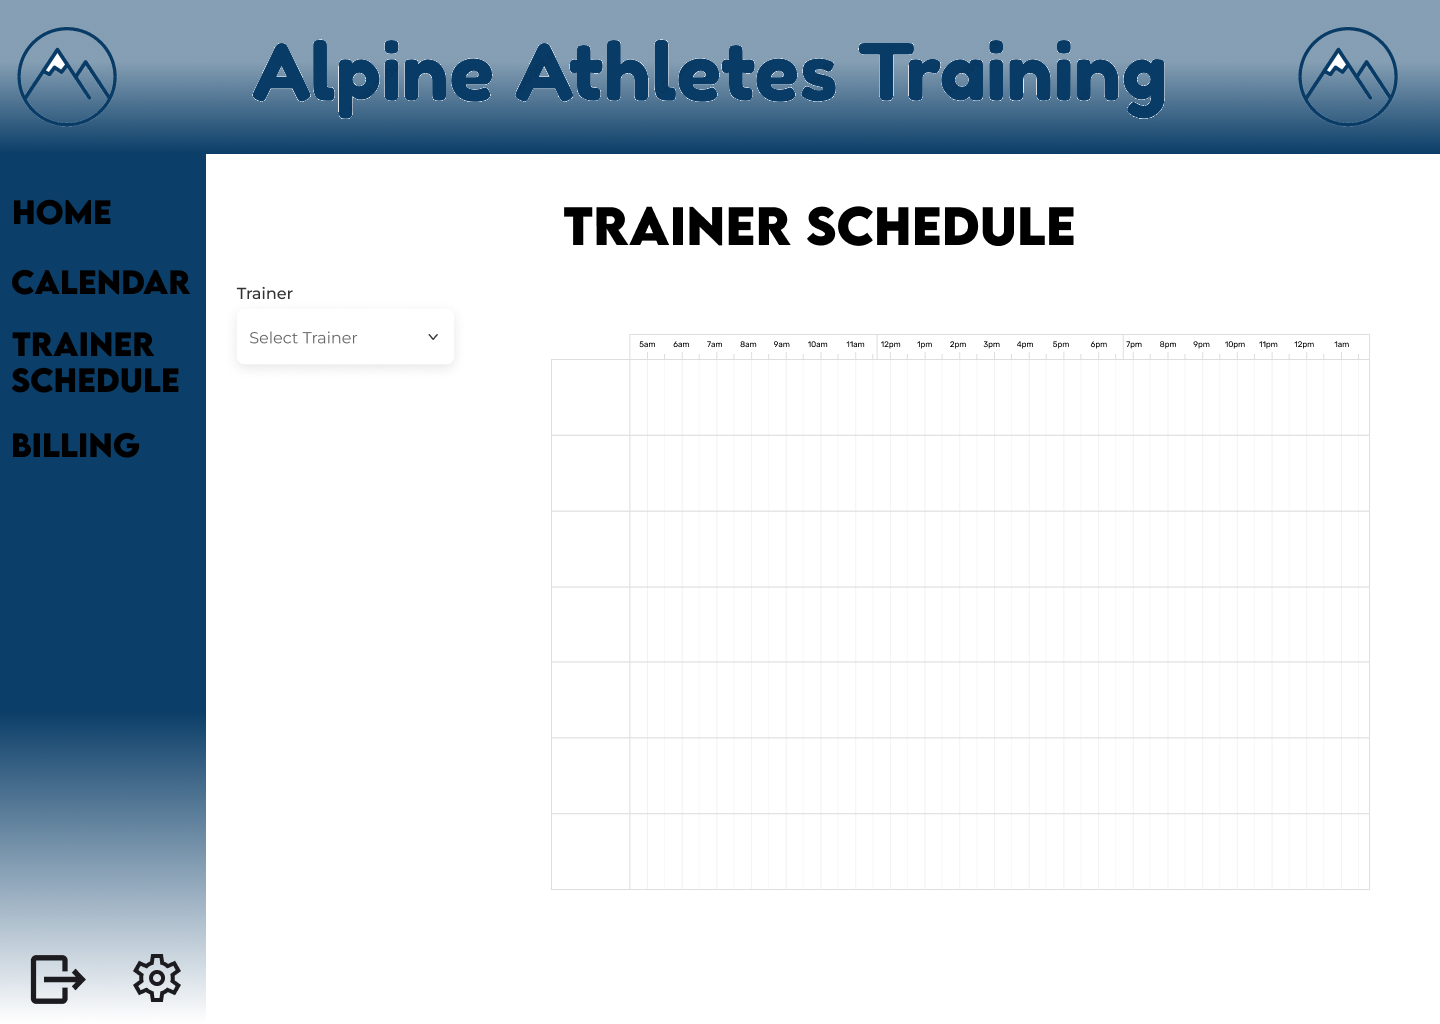 Alpine Athletes Training
HOME
CALENDAR
TRAINER
SCHEDULE
BILLING
TRAINER SCHEDULE
Trainer
Select Trainer
5am 6am 7am 8am 9am 10am 11am 12pm 1pm 2pm 3pm 4pm 5pm 6pm 7pm 8pm 9pm 10pm 11pm 12pm 1am